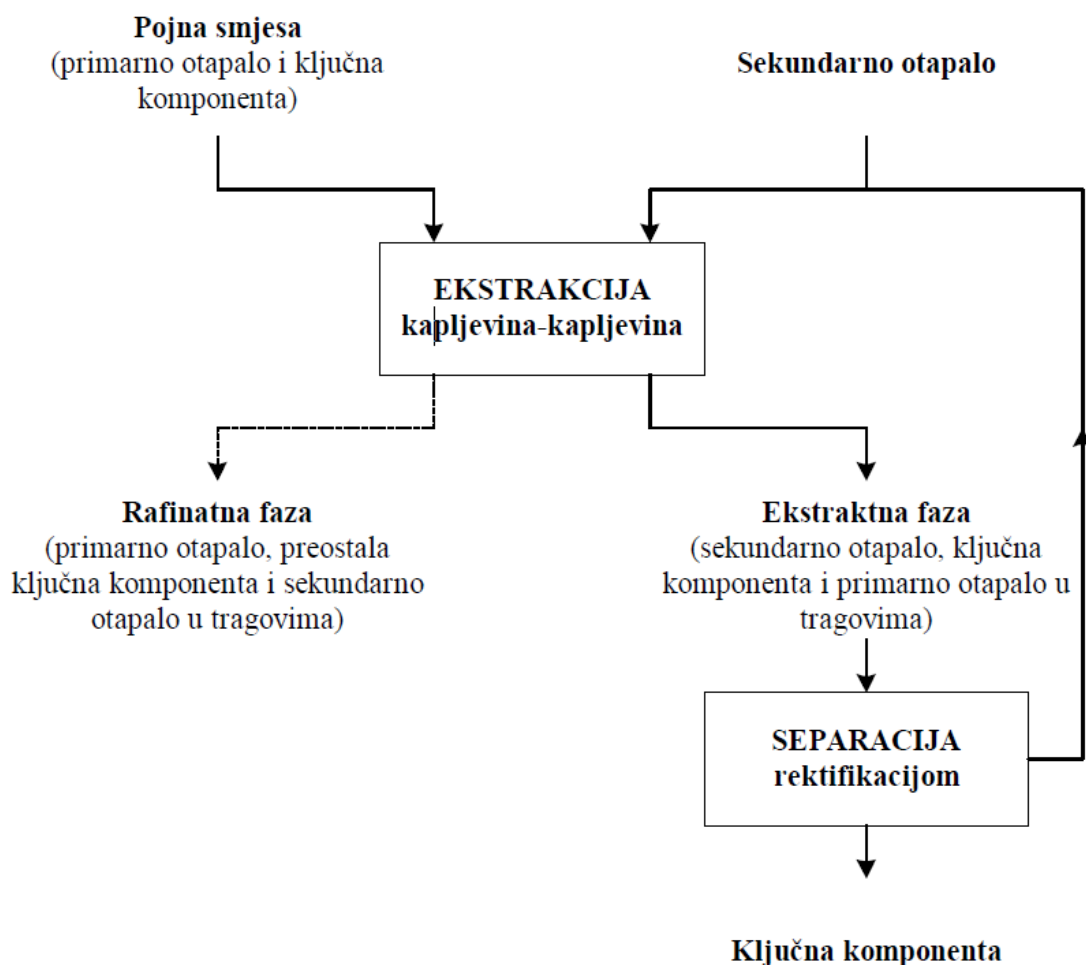 Pojna smjesa
(primarno otapalo i ključna
komponenta)
Sekundarno otapalo
EKSTRAKCIJA
kapljevina-kapljevina
Rafinatna faza
(primarno otapalo, preostala
ključna komponenta i sekundarno
otapalo u tragovima)
Ekstraktna faza
(sekundarno otapalo, ključna
komponenta i primarno otapalo u
tragovima)
SEPARACIJA
rektifikacijom
Ključna komponenta